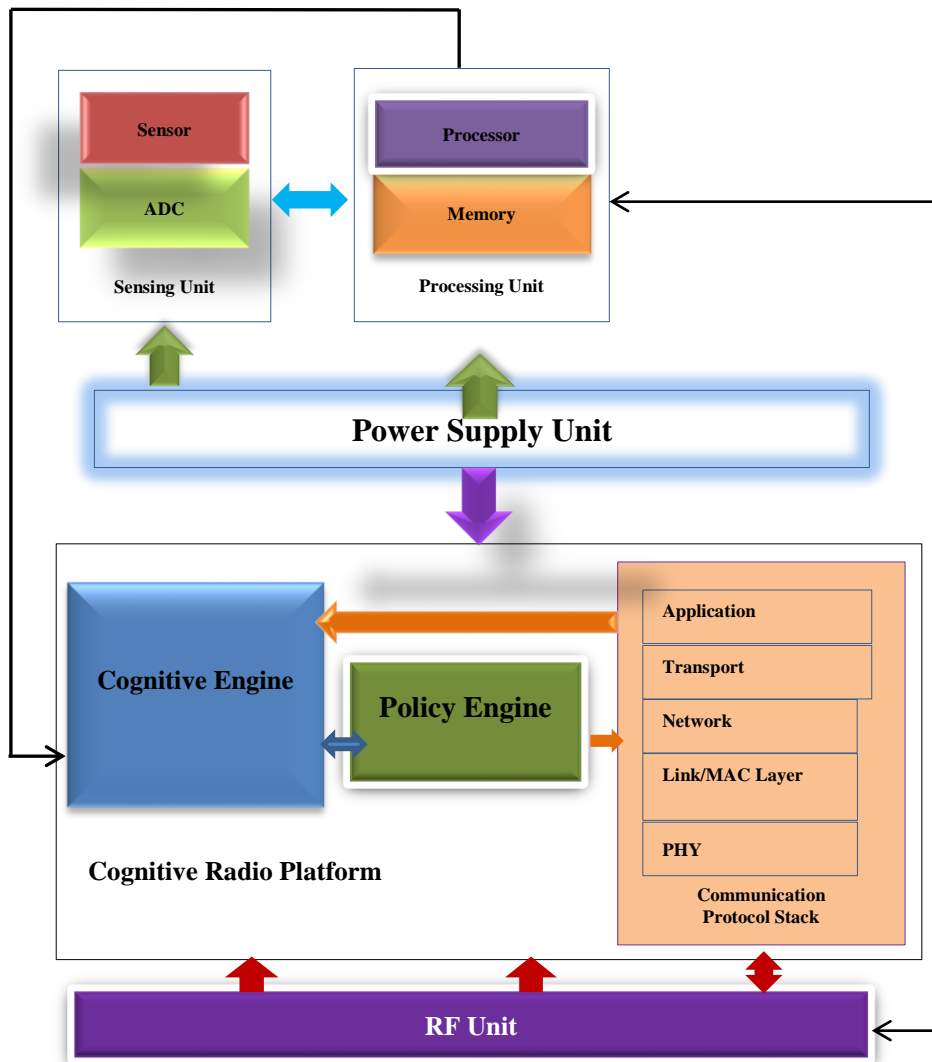 Sensor
Processor
ADC
Memory
Sensing Unit
Processing Unit
Power Supply Unit
Application
Transport
Cognitive Engine
Policy Engine
Network
Link/MAC Layer
PHY
Cognitive Radio Platform
Communication
Protocol Stack
RF Unit